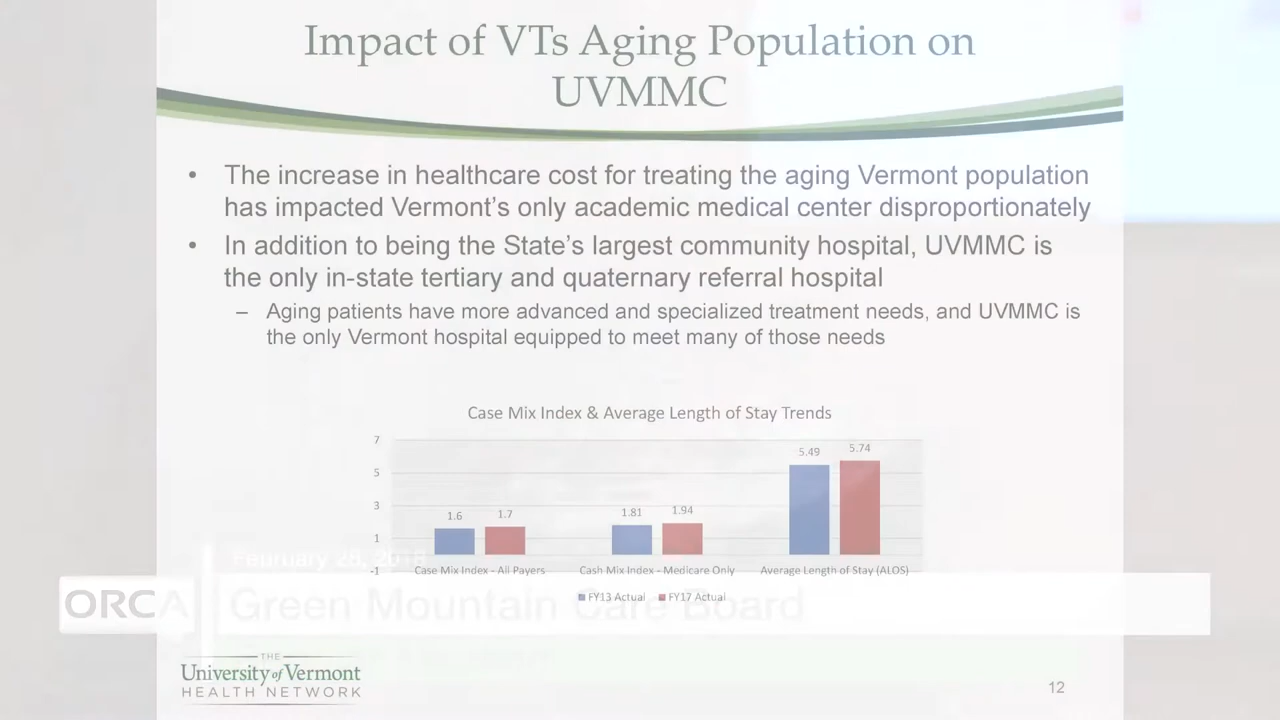 Impact of VTs Aging Population on
UVMMC
• The increase in healthcare cost for treating the aging Vermont population
has impacted Vermont's only academic medical center disproportionately
• In addition to being the State's largest community hospital, UVMMC is
the only in-state tertiary and quaternary referral hospital
– Aging patients have more advanced and specialized treatment needs, and UVMMC is
the only Vermont hospital equipped to meet many of those needs
Case Mix Index & Average Length of Stay Trends
7
5
3
1
-1
1.6
1.7
1.81
1.94
5.49
5.74
Case Mix Index - All Payers
Cash Mix Index - Medicare Only
Average Length of Stay (ALOS)
FY13 Actual
FY17 Actual
February 28, 2018
ORCA
Green Mountain Care Board
THE
University of Vermont
HEALTH NETWORK
12